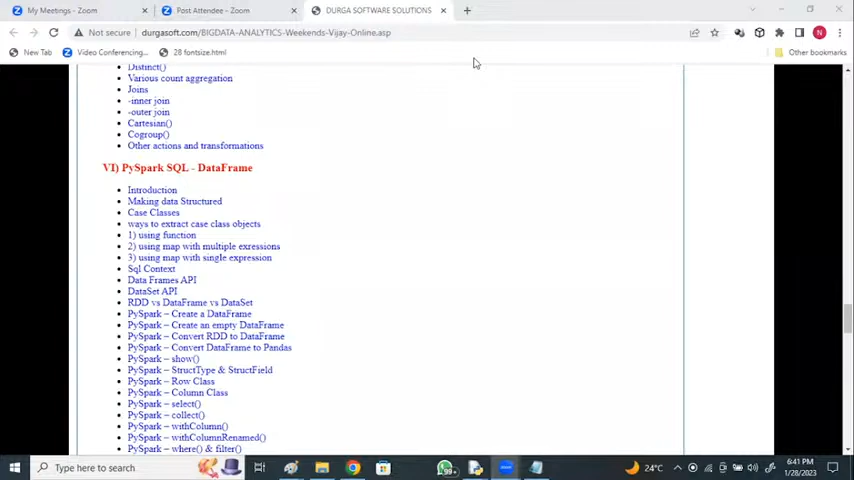 My Meetings - Zoom
Post Attendee - Zoom
DURGA SOFTWARE SOLUTIONS
Not secure
durgasoft.com/BIGDATA-ANALYTICS-Weekends-Vijay-Online.asp
N
New Tab
Video Conferencing...
28 fontsize.html
Other bookmarks
Distinct()
Various count aggregation
Joins
-inner join
-outer join
Cartesian()
Cogroup()
Other actions and transformations
VI) PySpark SQL - DataFrame
Introduction
Making data Structured
Case Classes
ways to extract case class objects
1) using function
2) using map with multiple exressions
3) using map with single expression
Sql Context
Data Frames API
DataSet API
RDD vs DataFrame vs DataSet
PySpark – Create a DataFrame
PySpark – Create an empty DataFrame
PySpark – Convert RDD to DataFrame
PySpark – Convert DataFrame to Pandas
PySpark – show()
PySpark – StructType & StructField
PySpark – Row Class
PySpark – Column Class
PySpark – select()
PySpark – collect()
PySpark – withColumn()
PySpark – withColumnRenamed()
PySpark – where() & filter()
Type here to search
99+
24°C
6:41 PM
1/28/2023